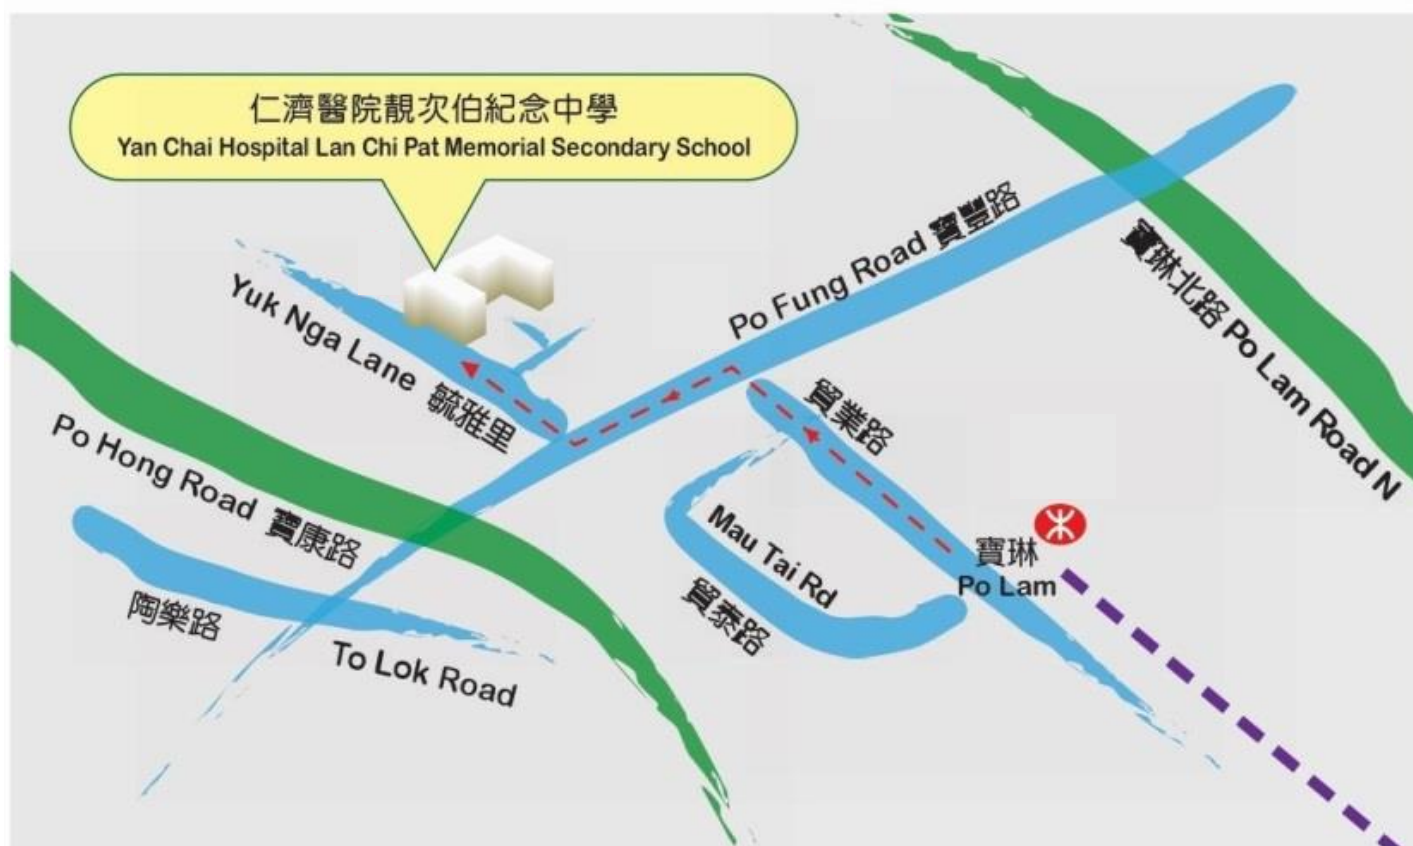 仁濟醫院靚次伯紀念中學
Yan Chai Hospital Lan Chi Pat Memorial Secondary School
Po Fung Road 寶豐路
寶琳北路 Po Lam Road N
Yuk Nga Lane 毓雅里
貿業路
Po Hong Road 寶康路
Mau Tai Rd
貿泰路
寶琳
Po Lam
陶樂路
To Lok Road